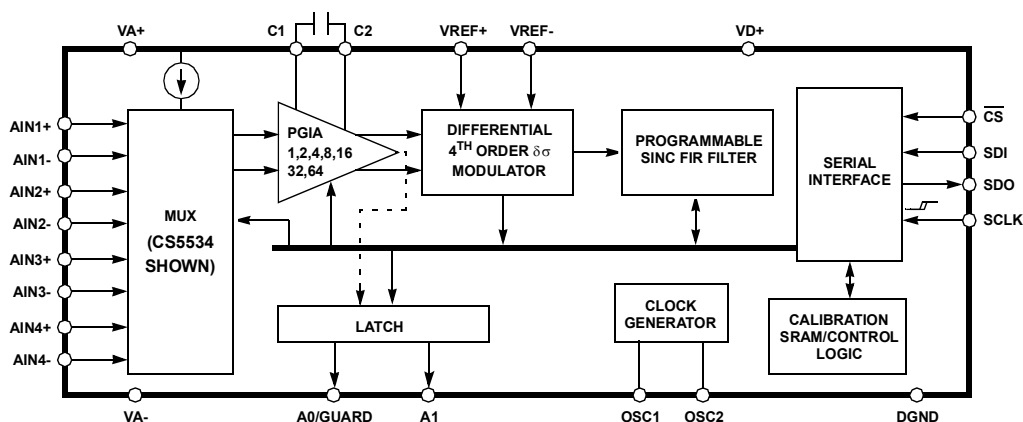 VA+
C1
C2
VREF+
VREF-
VD+
AIN1+
AIN1-
AIN2+
AIN2-
AIN3+
AIN3-
AIN4+
AIN4-
MUX
(CS5534
SHOWN)
PGIA
1,2,4,8,16
32,64
DIFFERENTIAL
4TH ORDER δσ
MODULATOR
PROGRAMMABLE
SINC FIR FILTER
SERIAL
INTERFACE
CS
SDI
SDO
SCLK
LATCH
CLOCK
GENERATOR
CALIBRATION
SRAM/CONTROL
LOGIC
VA-
A0/GUARD
A1
OSC1
OSC2
DGND